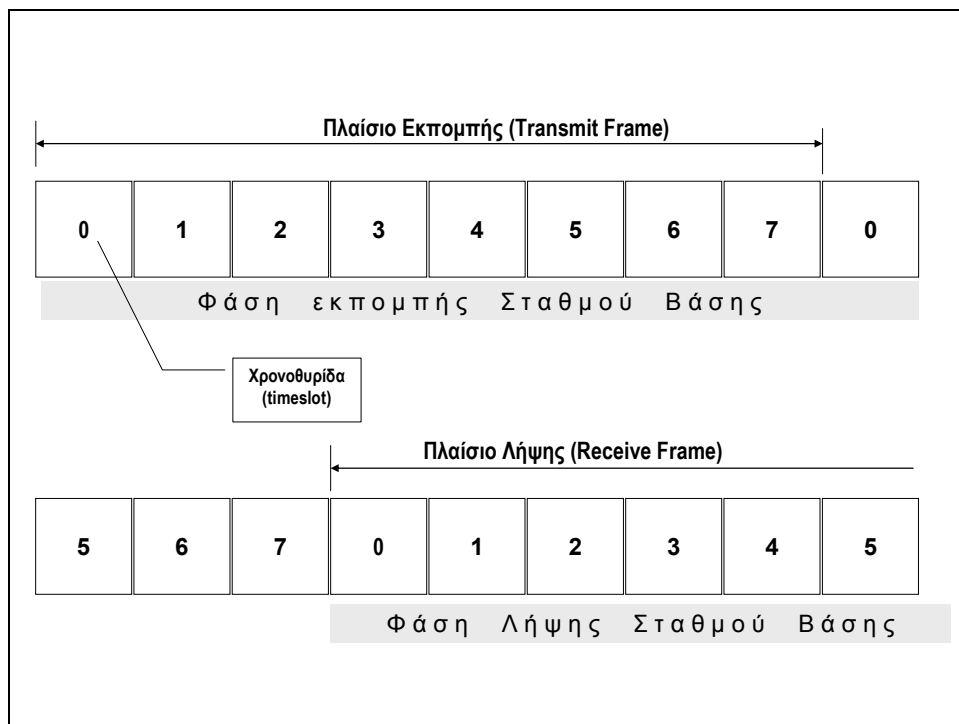 Πλαίσιο Εκπομπής (Transmit Frame)
0 1 2 3 4 5 6 7 0
Φάση εκπομπής Σταθμού Βάσης
Χρονοθυρίδα
(timeslot)
Πλαίσιο Λήψης (Receive Frame)
5 6 7 0 1 2 3 4 5
Φάση Λήψης Σταθμού Βάσης